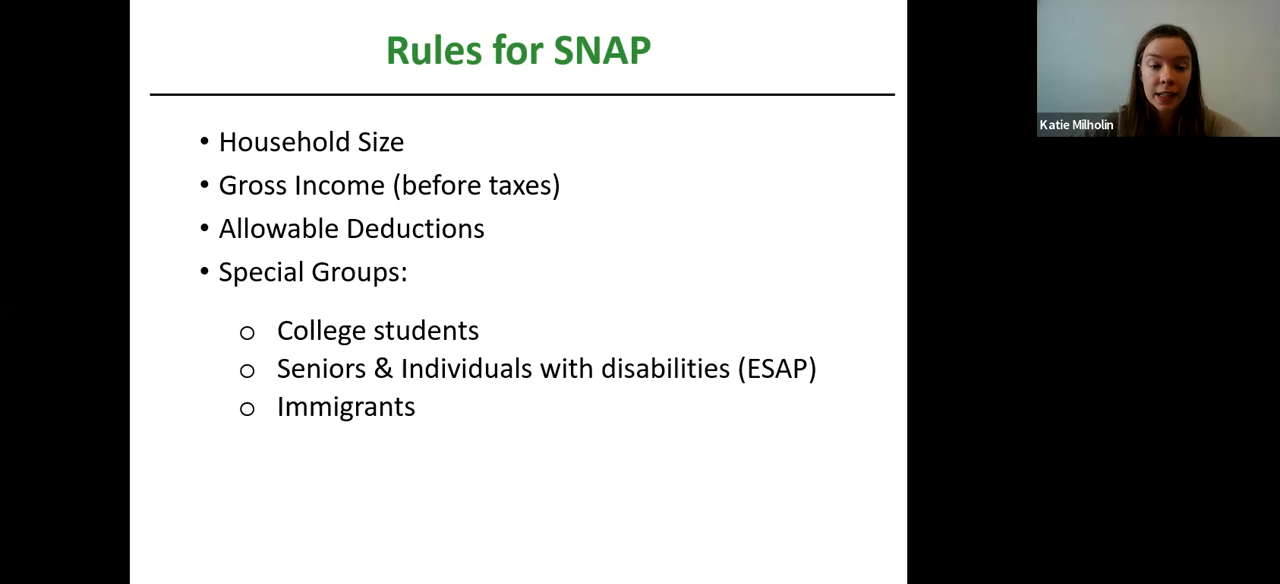 Rules for SNAP
• Household Size
• Gross Income (before taxes)
• Allowable Deductions
• Special Groups:
o College students
o Seniors & Individuals with disabilities (ESAP)
o Immigrants
Katie Milholin